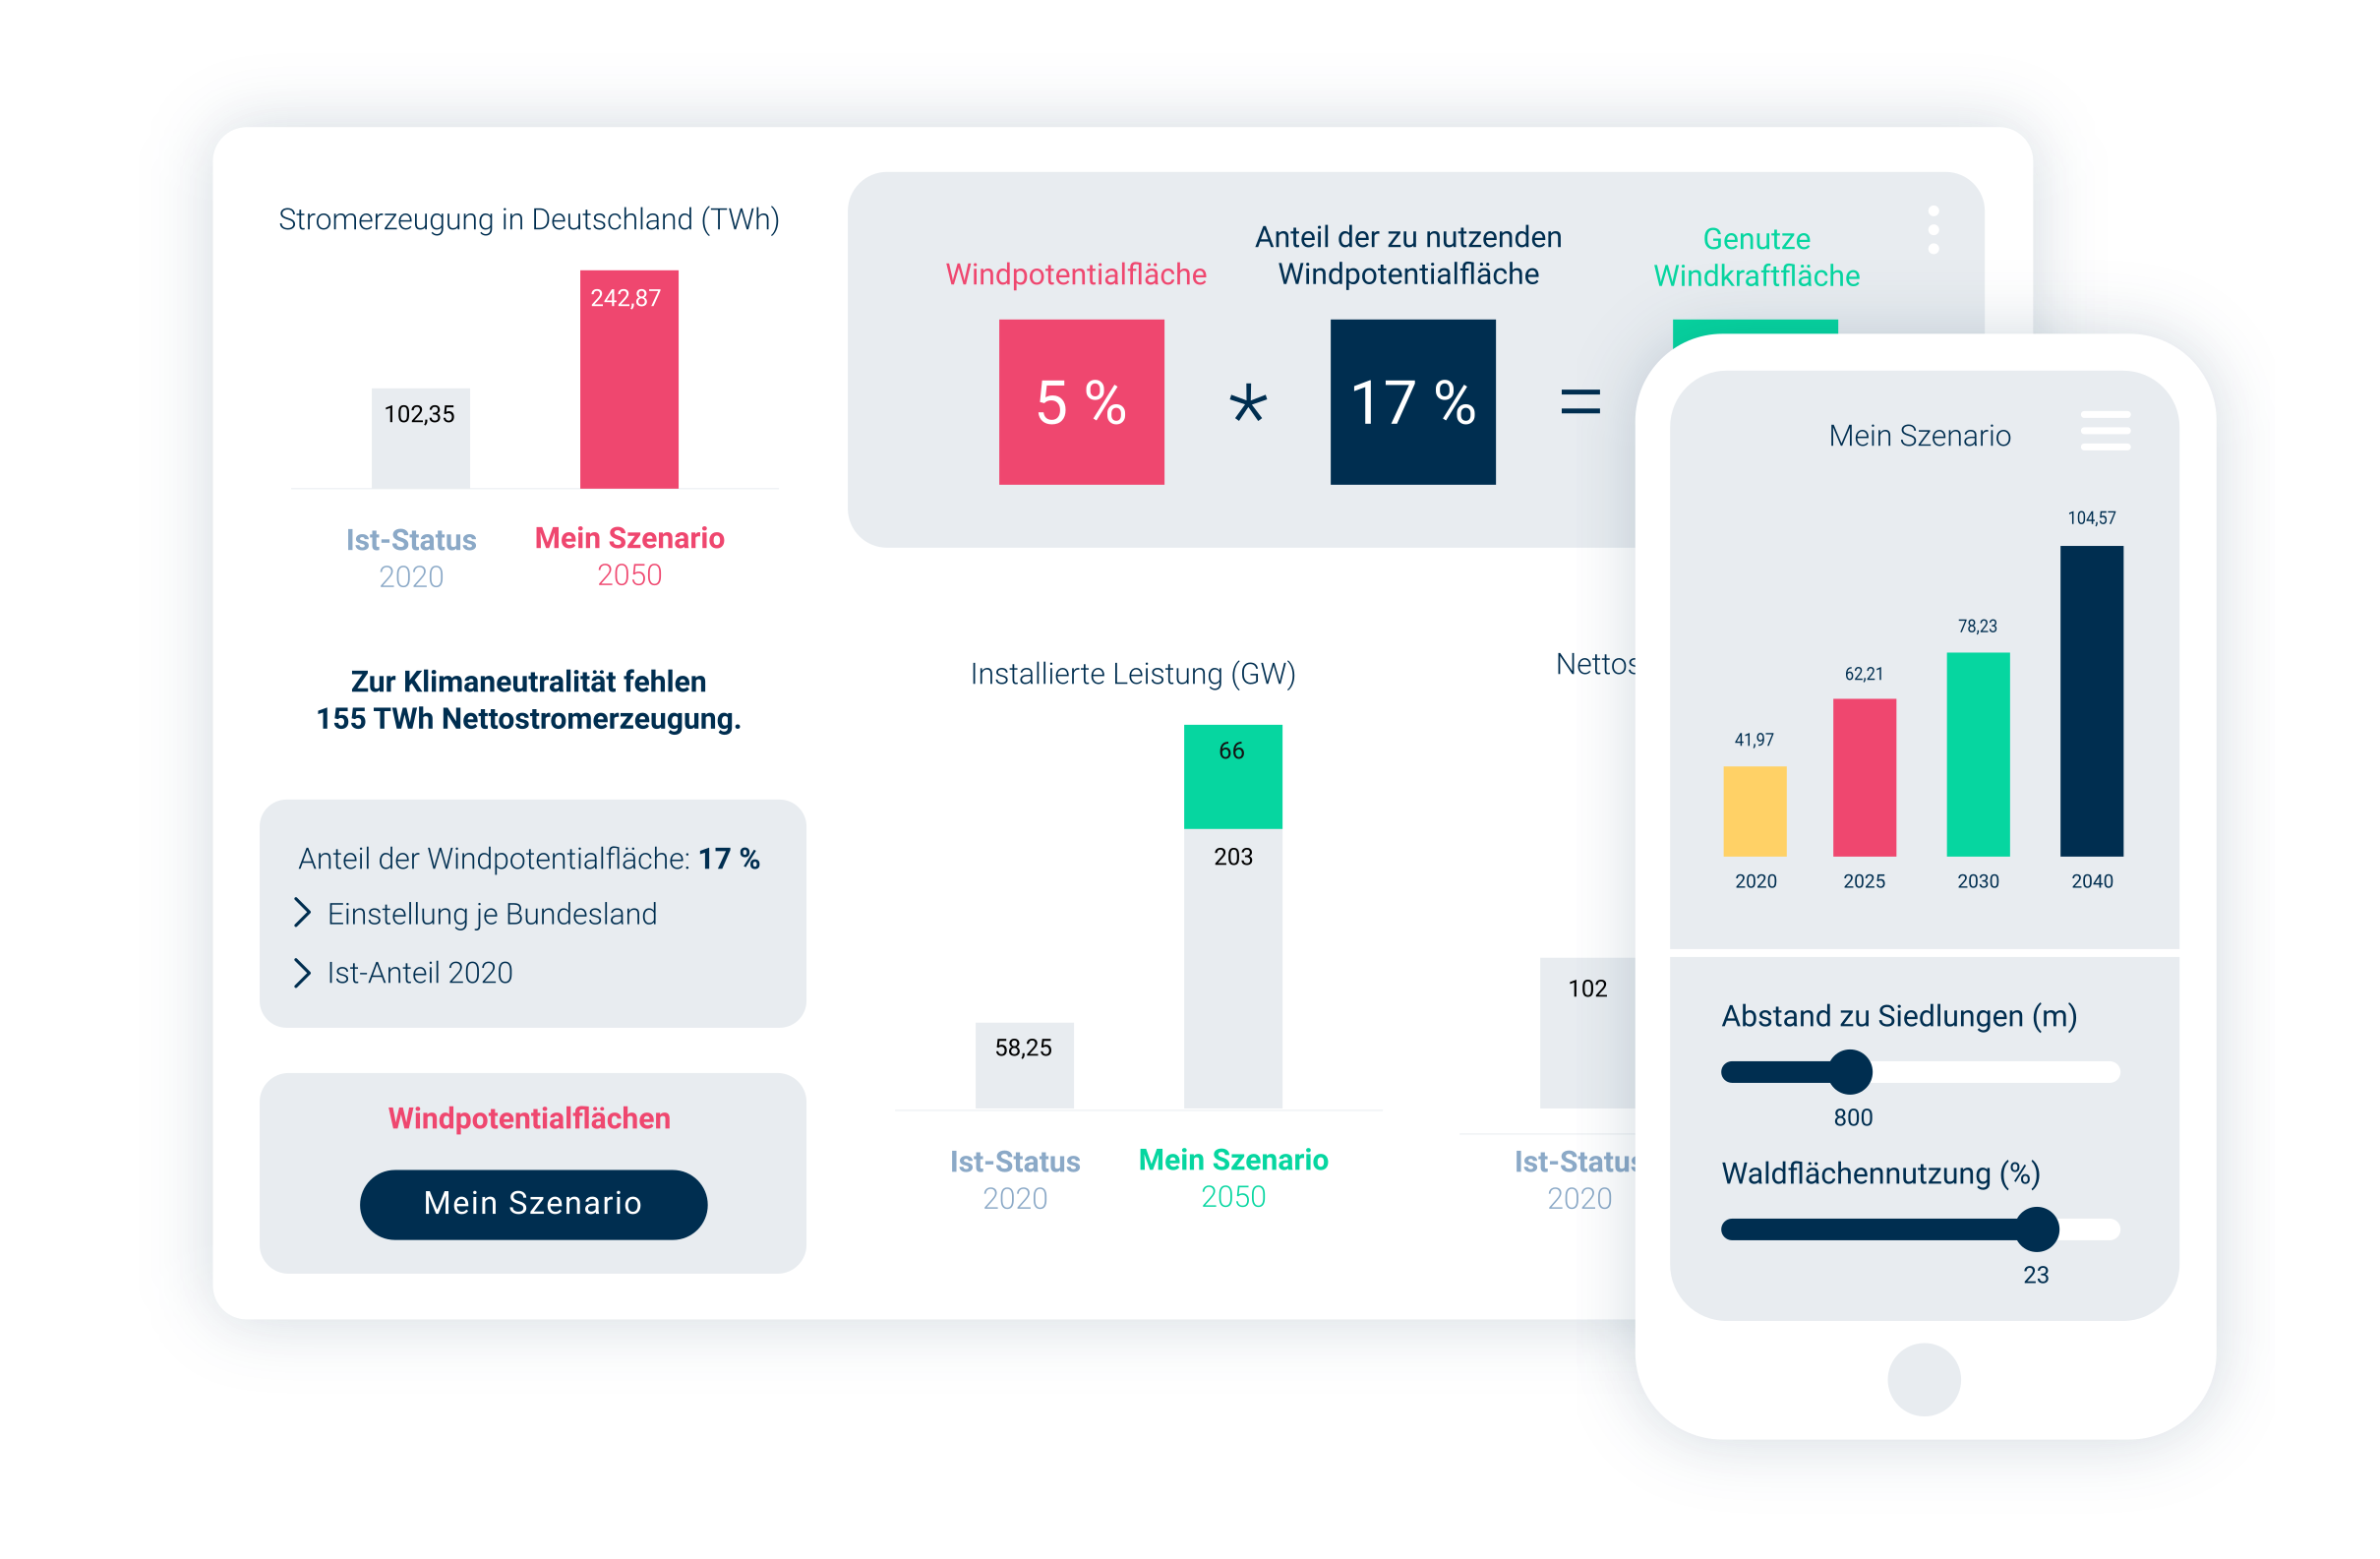 Stromerzeugung in Deutschland (TWh)
242,87
102,35
Ist-Status
2020
Mein Szenario
2050
Zur Klimaneutralität fehlen
155 TWh Nettostromerzeugung.
Anteil der Windpotentialfläche: 17 %
Einstellung je Bundesland
Ist-Anteil 2020
Windpotentialflächen
Mein Szenario
Windpotentialfläche
5 %
*
Anteil der zu nutzenden
Windpotentialfläche
17 %
=
Genutze
Windkraftfläche
Installierte Leistung (GW)
66
203
58,25
Ist-Status
2020
Mein Szenario
2050
102
2020
Mein Szenario
104,57
78,23
62,21
41,97
2020 2025 2030 2040
Abstand zu Siedlungen (m)
800
Waldflächennutzung (%)
23